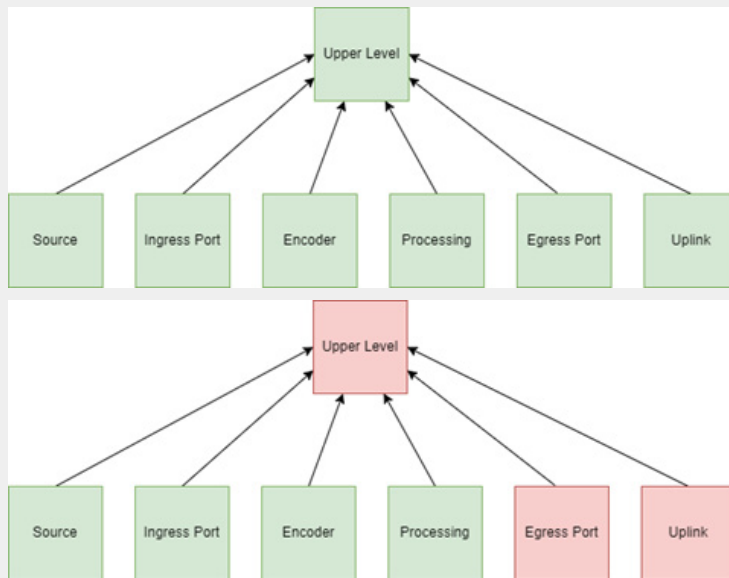 Upper Level
Source
Ingress Port
Encoder
Processing
Egress Port
Uplink
Upper Level
Source
Ingress Port
Encoder
Processing
Egress Port
Uplink